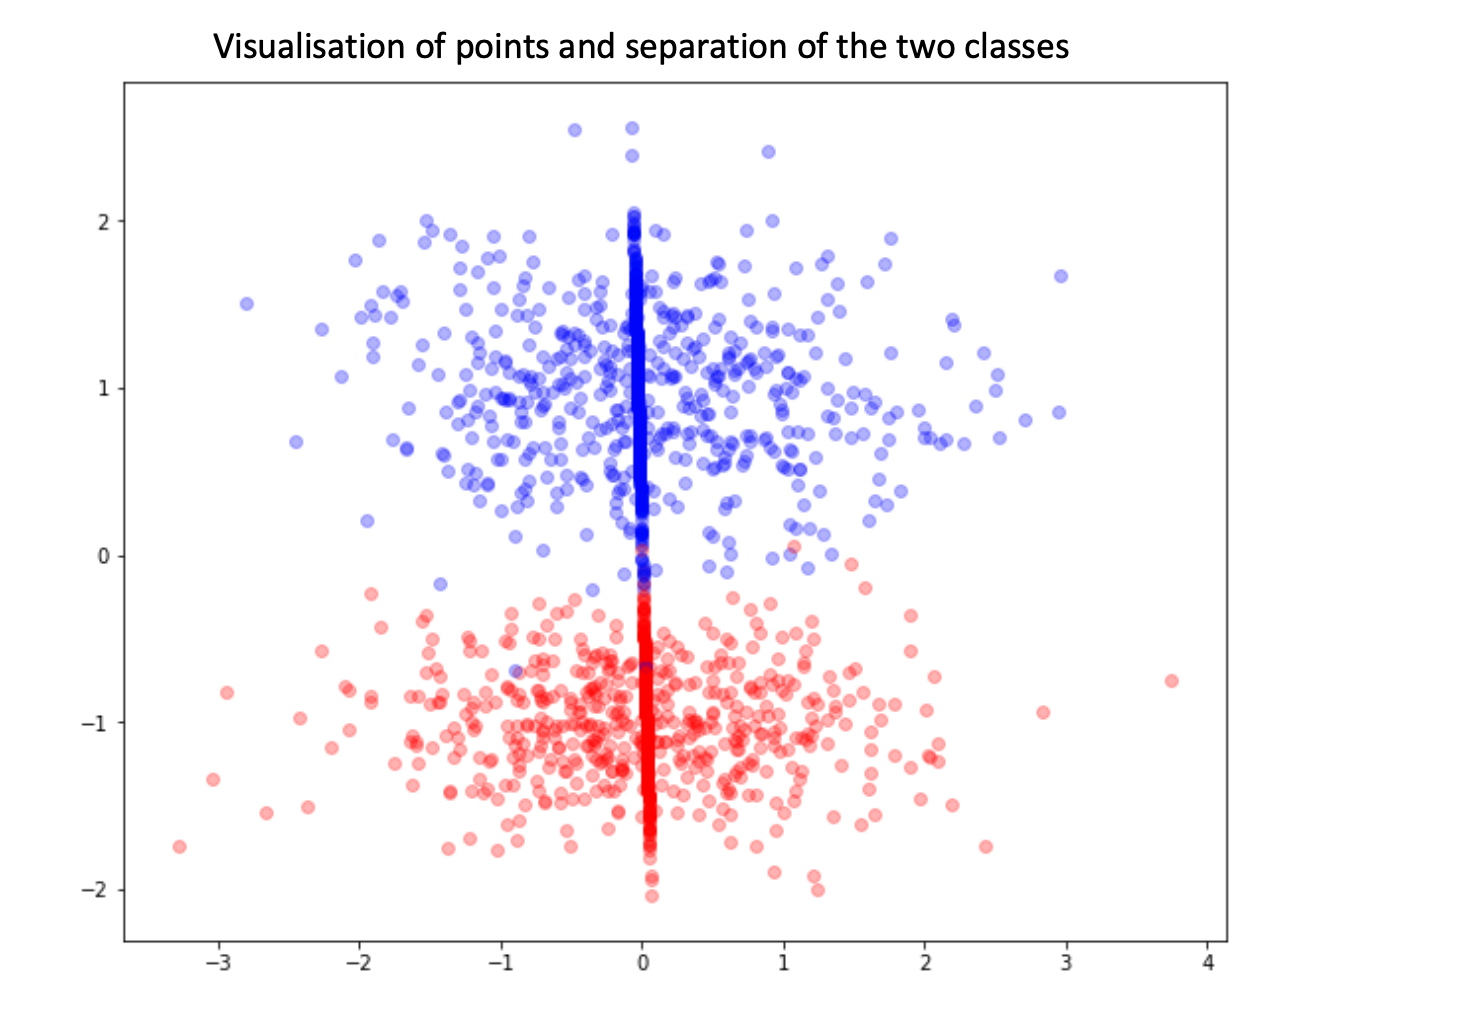 Visualisation of points and separation of the two classes
2
1
0
−1
−2
−3 −2 −1 0 1 2 3 4